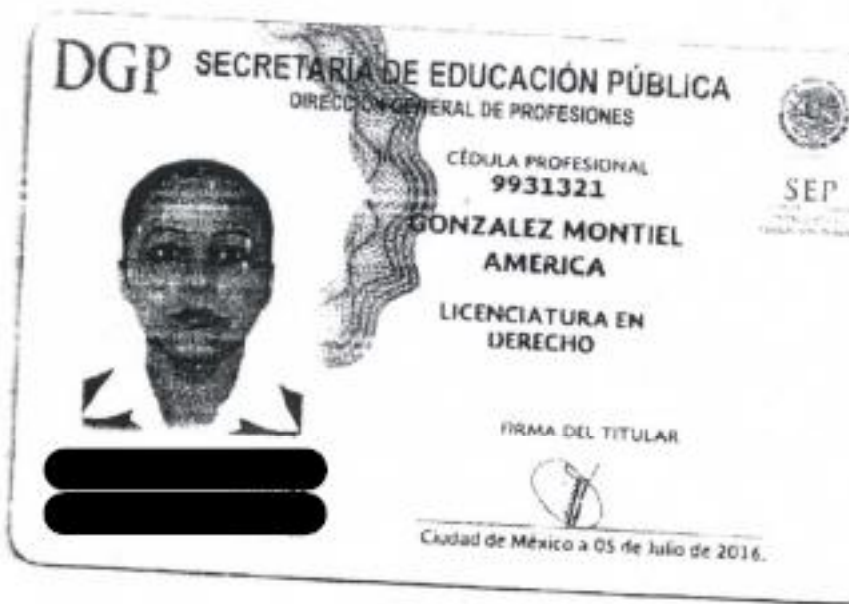 DGP SECRETARÍA DE EDUCACIÓN PÚBLICA
DIRECCIÓN GENERAL DE PROFESIONES
CÉDULA PROFESIONAL
9931321
SEP
GONZALEZ MONTIEL
AMERICA
LICENCIATURA EN
DERECHO
FIRMA DEL TITULAR
Ciudad de México a 05 de Julio de 2016.